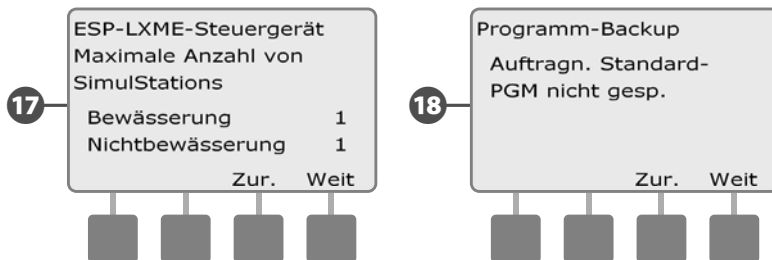 17
ESP-LXME-Steuergerät
Maximale Anzahl von
SimulStations
Bewässerung 1
Nichtbewässerung 1
Zur. Weit
18
Programm-Backup
Auftragn. Standard-
PGM nicht gesp.
Zur. Weit